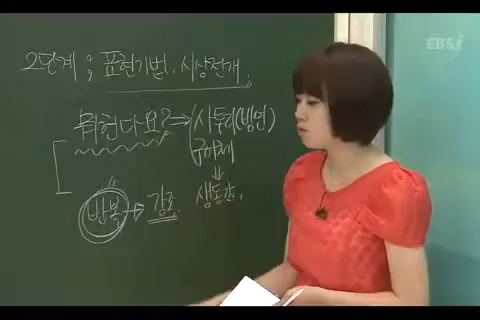 EBSi
2단계 ; 표현기법. 시상전개
뭐헌다요? ⇒ 사투리(방언)
구어체
⇓
반복 → 강조. 생동감.